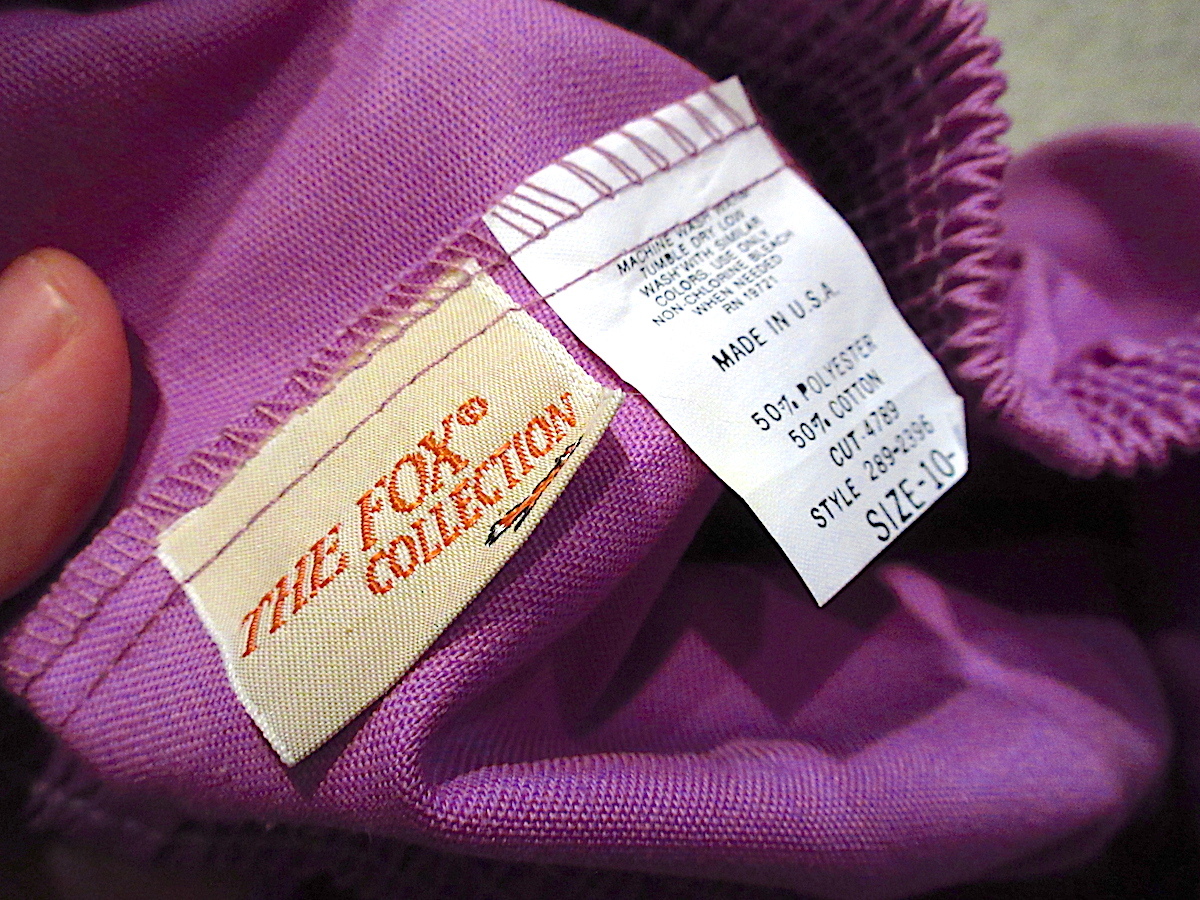 THE FOX®
COLLECTION
MACHINE WASH WARM
TUMBLE DRY LOW
WASH WITH SIMILAR
COLORS. USE ONLY
NON-CHLORINE BLEACH
WHEN NEEDED
RN 19721
MADE IN U.S.A.
50% POLYESTER
50% COTTON
CUT-4789
STYLE 289-2396
SIZE-10-